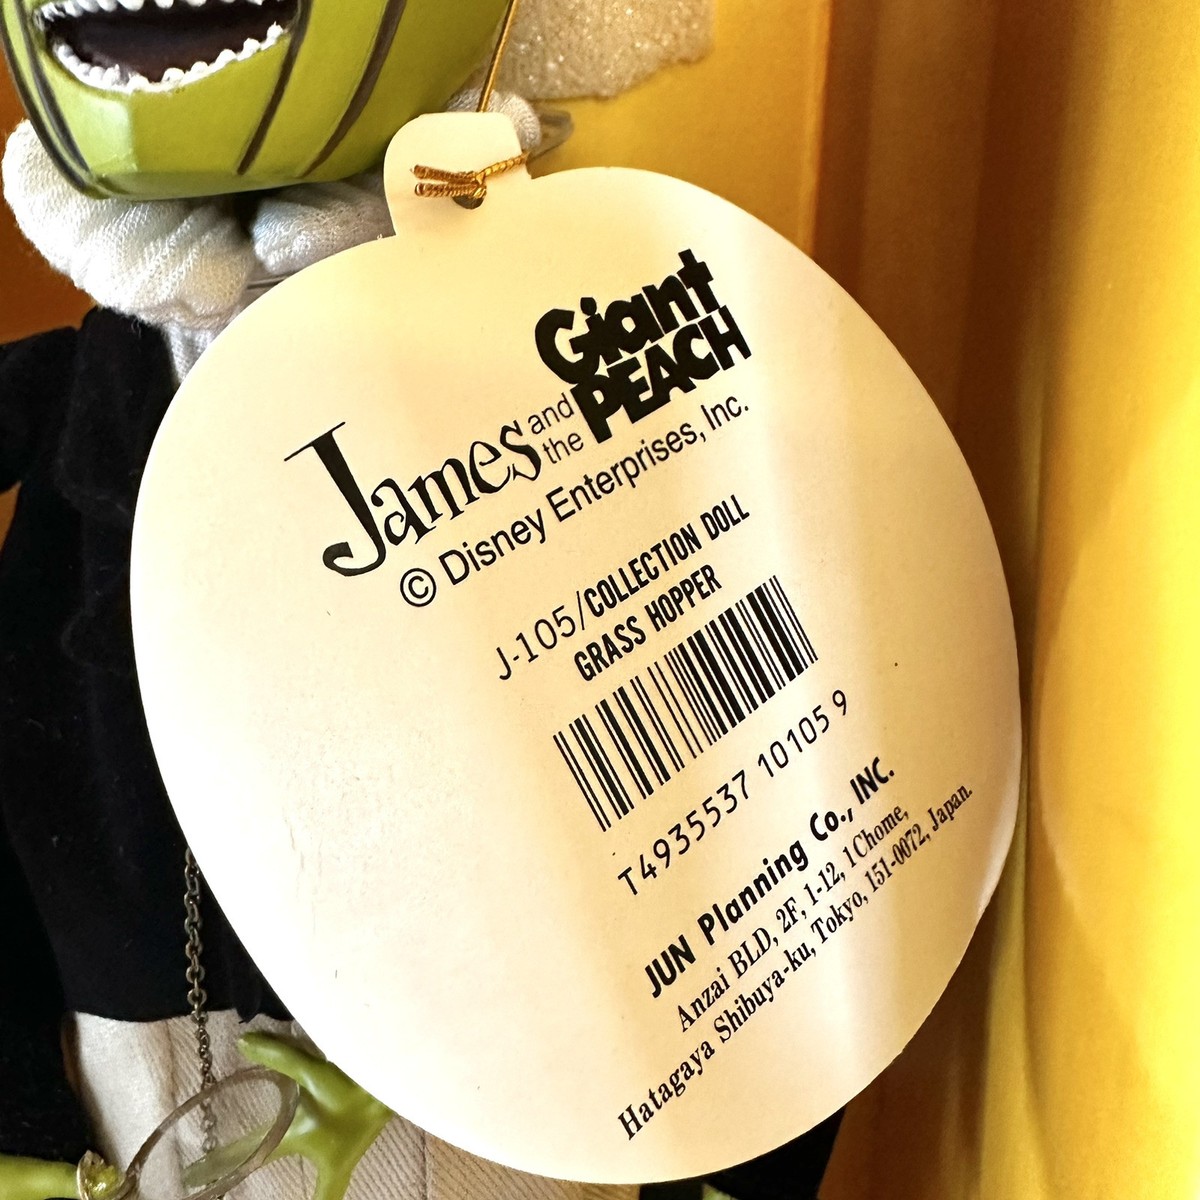 James and the Giant PEACH
© Disney Enterprises, Inc.
J-105/COLLECTION DOLL
GRASS HOPPER
T4935537 10105 9
JUN Planning Co., INC.
Anzai BLD, 2F, 1-12, 1Chome,
Hatagaya Shibuya-ku, Tokyo, 151-0072, Japan.